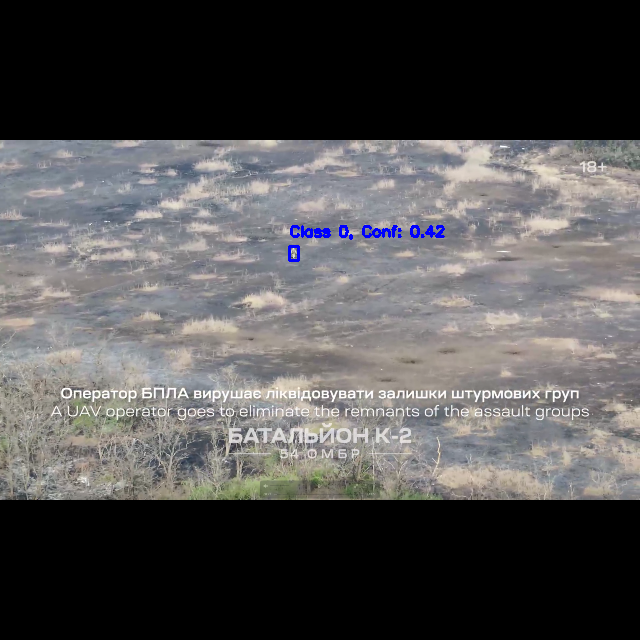 18+
Class 0, Conf: 0.42
Оператор БПЛА вирушає ліквідовувати залишки штурмових груп
A UAV operator goes to eliminate the remnants of the assault groups
БАТАЛЬЙОН К-2
54 ОМБР